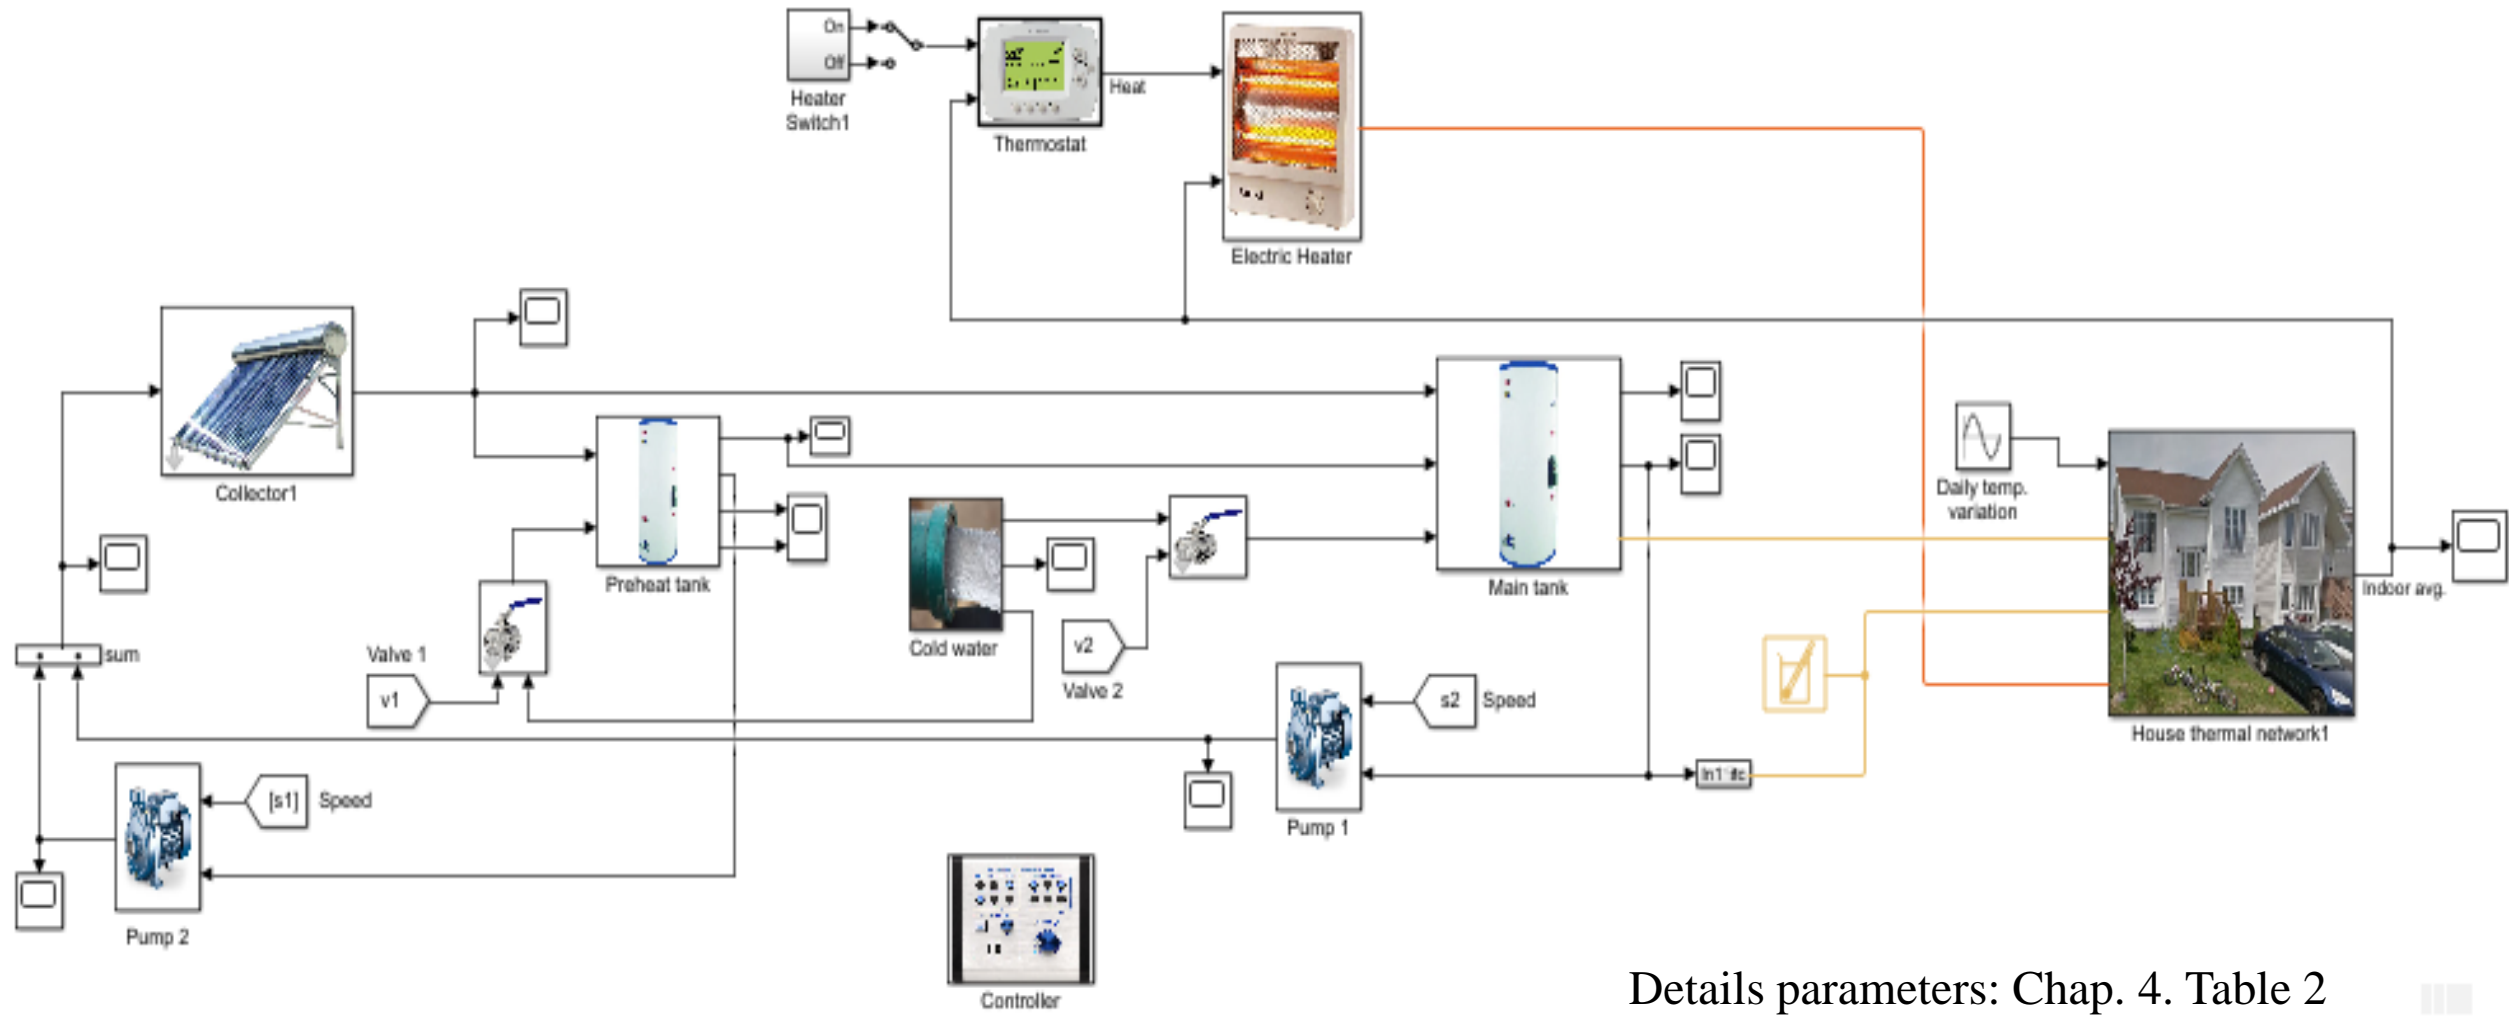 On
Off
Heater
Switch1
Thermostat
Heat
Electric Heater
Collector1
Preheat tank
Cold water
Main tank
Daily temp.
variation
Indoor avg.
House thermal network1
sum
Valve 1
v1
v2
Valve 2
s2
Speed
Pump 1
[s1]
Speed
Pump 2
Controller
Details parameters: Chap. 4. Table 2